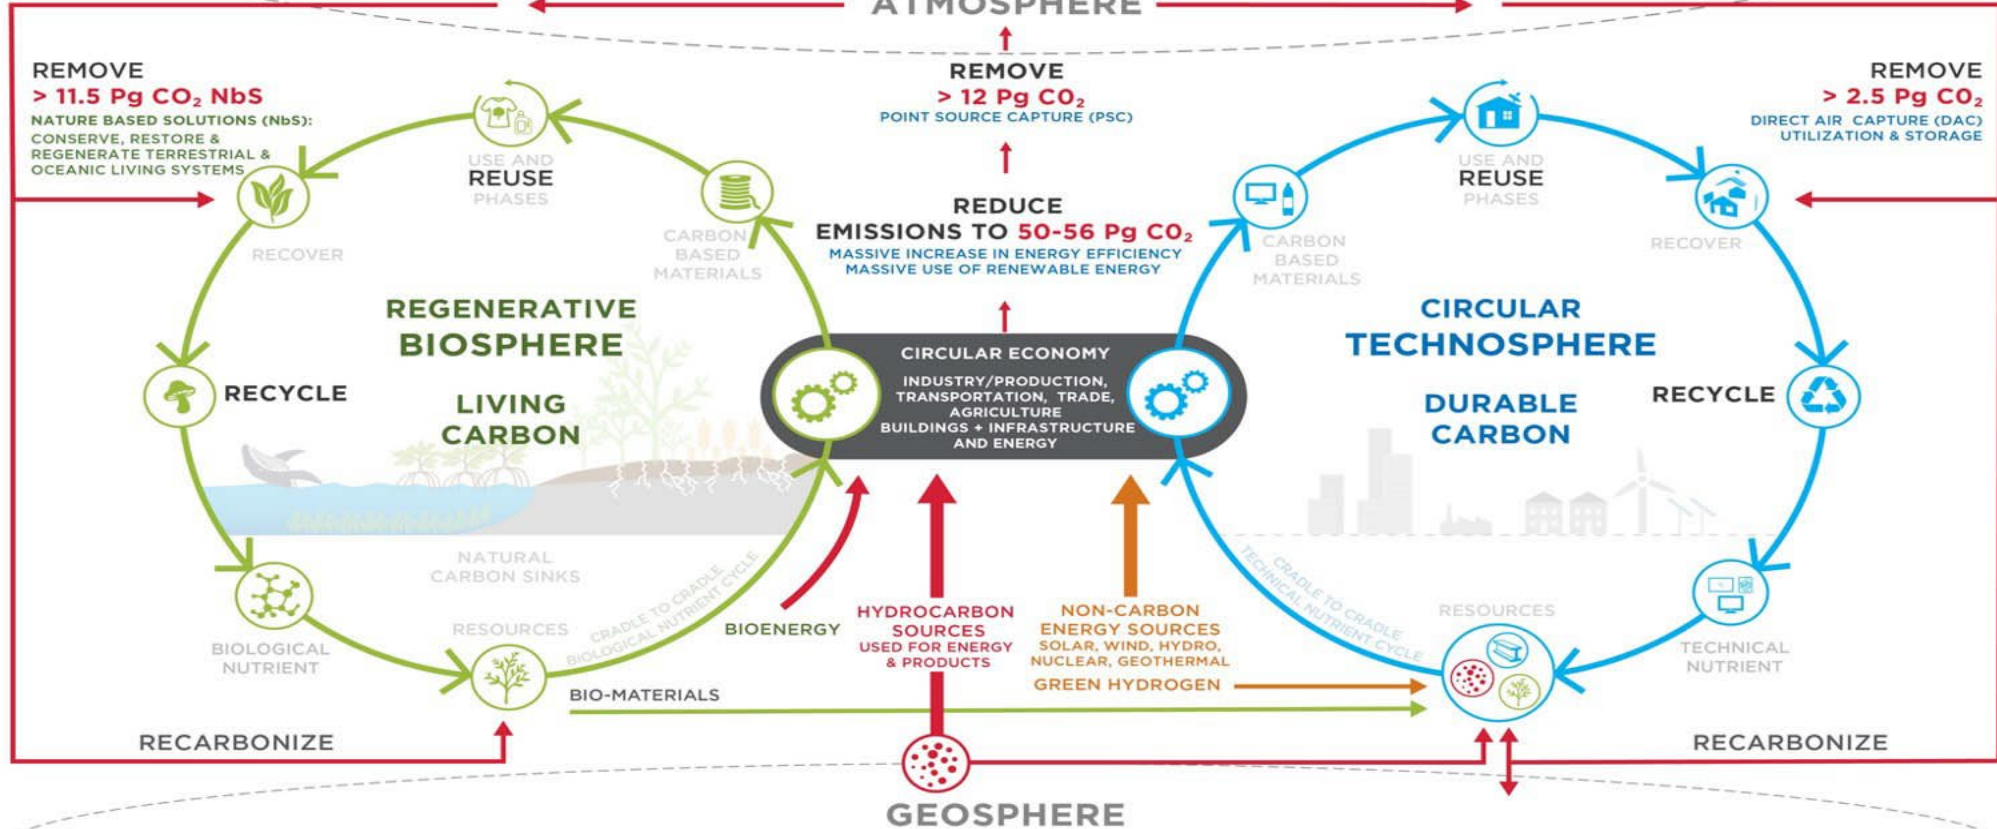 ATMOSPHERE
REMOVE
> 11.5 Pg CO₂ NbS
NATURE BASED SOLUTIONS (NbS):
CONSERVE, RESTORE &
REGENERATE TERRESTRIAL &
OCEANIC LIVING SYSTEMS
USE AND
REUSE
PHASES
CARBON
BASED
MATERIALS
RECOVER
REGENERATIVE
BIOSPHERE
LIVING
CARBON
RECYCLE
NATURAL
CARBON SINKS
BIOLOGICAL
NUTRIENT
RESOURCES
CRADLE TO CRADLE
BIOLOGICAL NUTRIENT CYCLE
RECARBONIZE
REMOVE
> 12 Pg C0₂
POINT SOURCE CAPTURE (PSC)
REDUCE
EMISSIONS TO 50-56 Pg CO₂
MASSIVE INCREASE IN ENERGY EFFICIENCY
MASSIVE USE OF RENEWABLE ENERGY
CIRCULAR ECONOMY
INDUSTRY/PRODUCTION,
TRANSPORTATION, TRADE,
AGRICULTURE
BUILDINGS + INFRASTRUCTURE
AND ENERGY
BIOENERGY
HYDROCARBON
SOURCES
USED FOR ENERGY
& PRODUCTS
NON-CARBON
ENERGY SOURCES
SOLAR, WIND, HYDRO,
NUCLEAR, GEOTHERMAL
GREEN HYDROGEN
BIO-MATERIALS
REMOVE
> 2.5 Pg C0₂
DIRECT AIR CAPTURE (DAC)
UTILIZATION & STORAGE
USE AND
REUSE
PHASES
CARBON
BASED
MATERIALS
RECOVER
CIRCULAR
TECHNOSPHERE
DURABLE
CARBON
RECYCLE
CRADLE TO CRADLE
TECHNICAL NUTRIENT CYCLE
RESOURCES
TECHNICAL
NUTRIENT
RECARBONIZE
GEOSPHERE